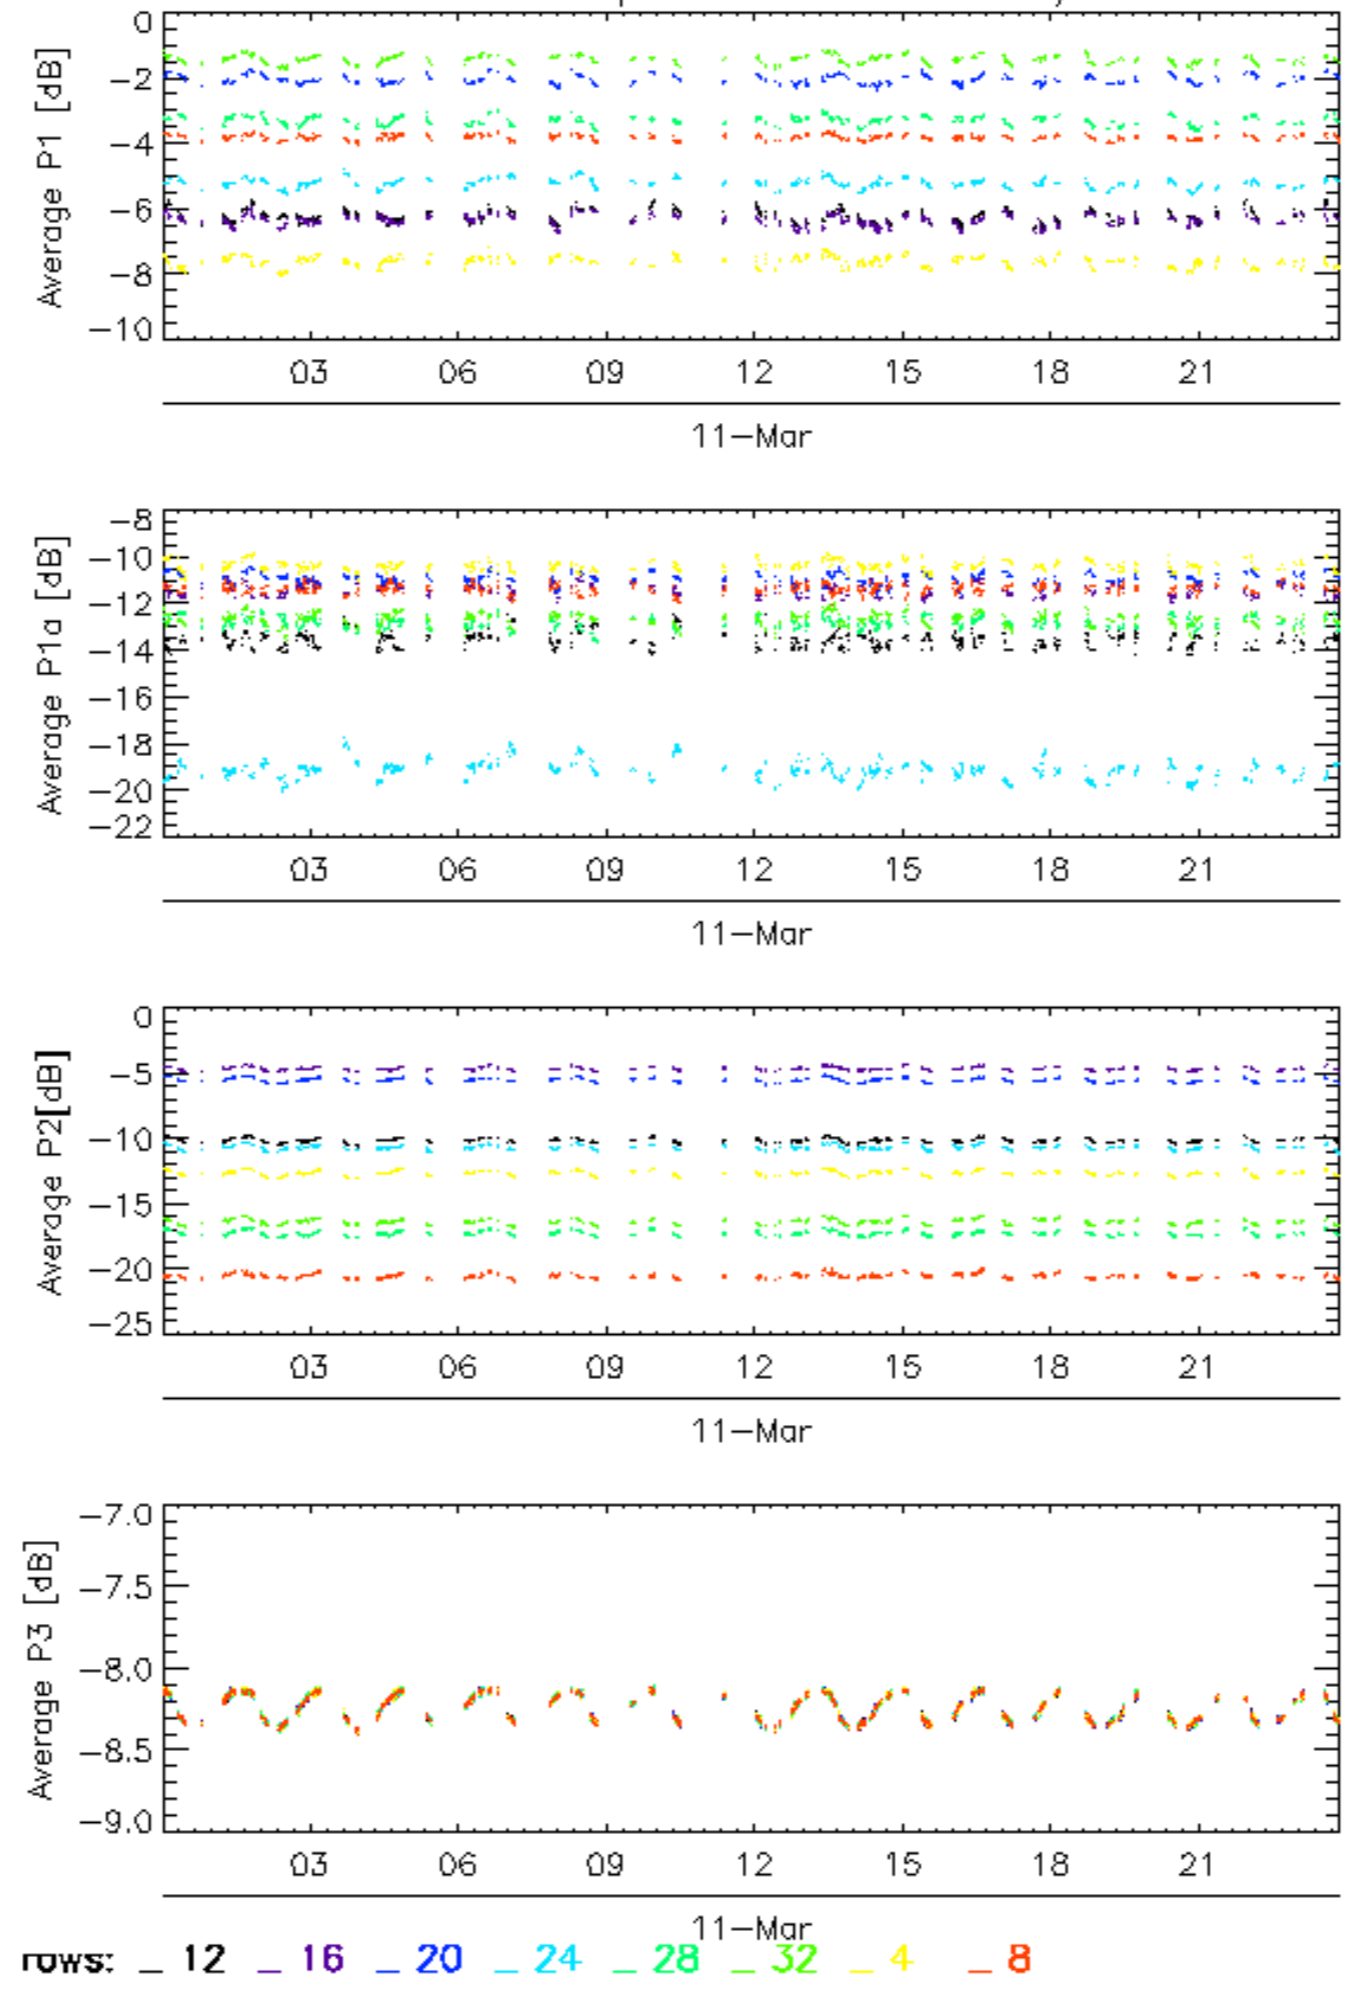 0
−2
−4
−6
−8
−10
Average P1 [dB]
03 06 09 12 15 18 21
11−Mar
−8
−10
−12
−14
−16
−18
−20
−22
Average P1a [dB]
03 06 09 12 15 18 21
11−Mar
0
−5
−10
−15
−20
−25
Average P2[dB]
03 06 09 12 15 18 21
11−Mar
−7.0
−7.5
−8.0
−8.5
−9.0
Average P3 [dB]
03 06 09 12 15 18 21
11−Mar
rows: _ 12 _ 16 _ 20 _ 24 _ 28 _ 32 _ 4 _ 8